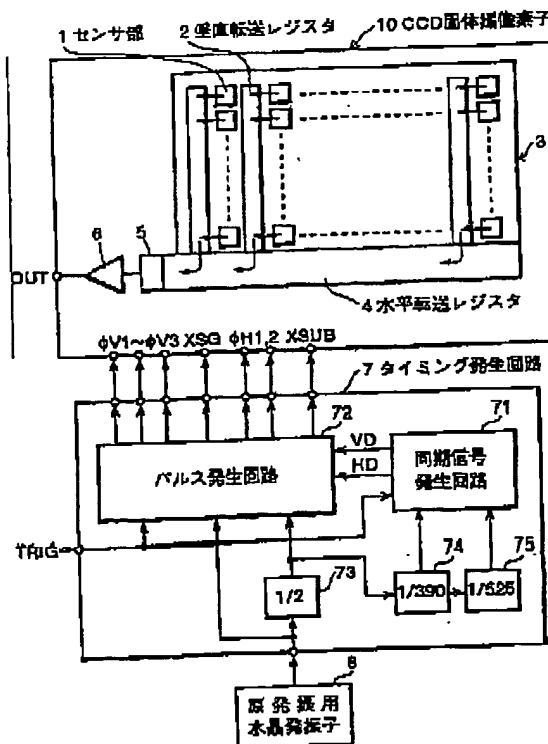 10 CCD固体撮像素子
1 センサ部
2 垂直転送レジスタ
3
6
5
OUT
4 水平転送レジスタ
φV1~φV3 XSG φH1,2 XSUB
7 タイミング発生回路
72
71
VD
HD
パルス発生回路
同期信号
発生回路
TRIG
73
74
75
1/2
1/390
1/525
8
原発振用
水晶発振子